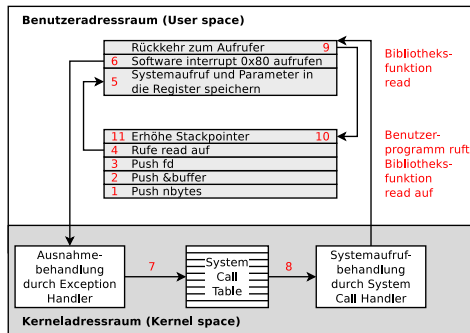 Benutzeradressraum (User space)
Rückkehr zum Aufrufer 9
6 Software interrupt 0x80 aufrufen
5 Systemaufruf und Parameter in
die Register speichern
Bibliotheks-
funktion
read
11 Erhöhe Stackpointer 10
4 Rufe read auf
3 Push fd
2 Push &buffer
1 Push nbytes
Benutzer-
programm ruft
Bibliotheks-
funktion
read auf
Ausnahme-
behandlung
durch Exception
Handler
7
System
Call
Table
8
Systemaufruf-
behandlung
durch System
Call Handler
Kerneladressraum (Kernel space)